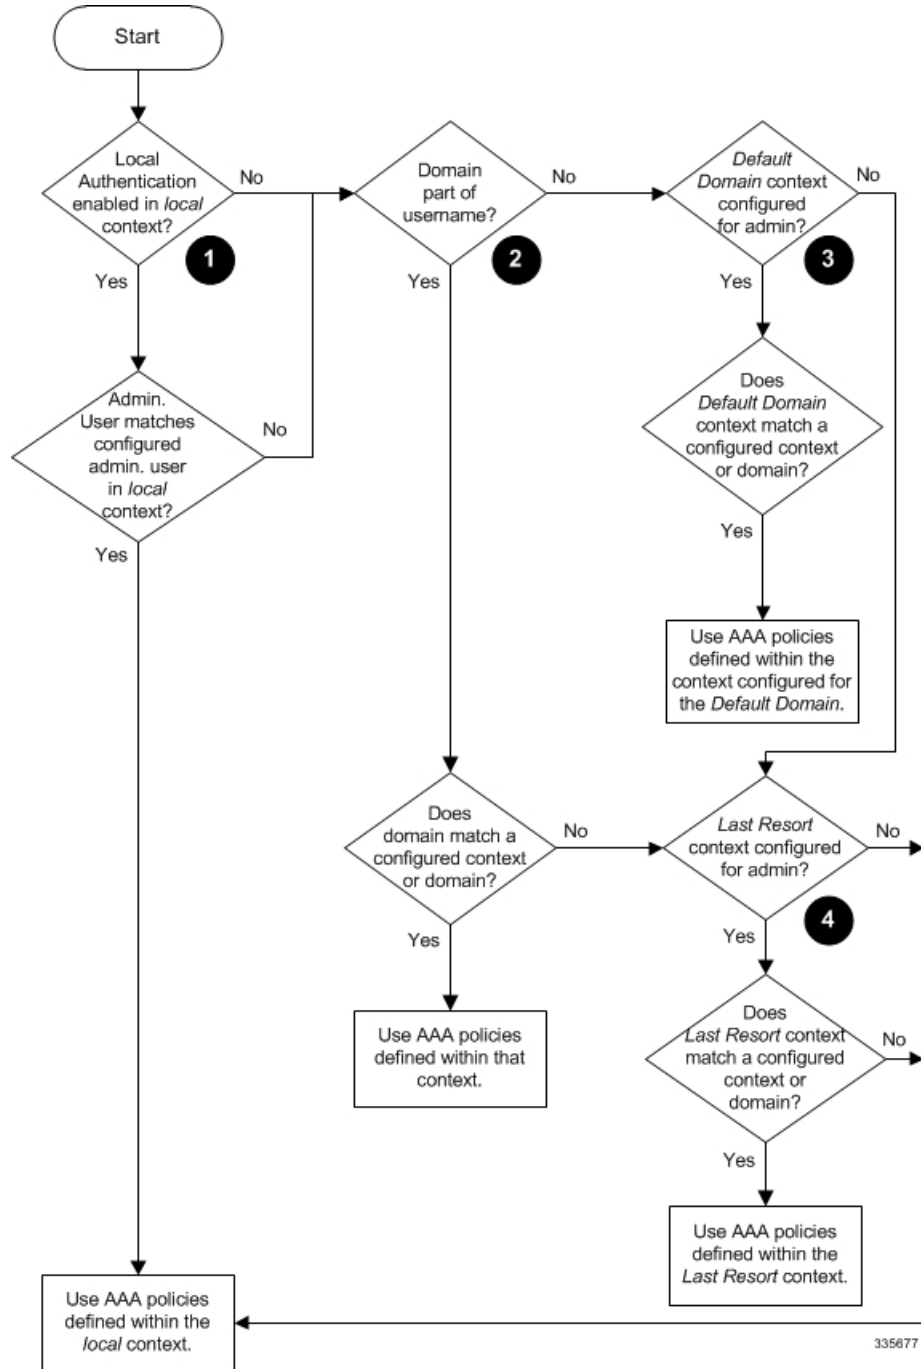 Start
Local
Authentication
enabled in local
context?
No
1
Yes
Domain
part of
username?
No
2
Yes
Default
Domain context
configured
for admin?
No
3
Yes
Admin.
User matches
configured
admin. user
in local
context?
No
Yes
Does
Default Domain
context match a
configured context
or domain?
Yes
Use AAA policies
defined within the
context configured for
the Default Domain.
Does
domain match a
configured context
or domain?
No
Yes
Last Resort
context configured
for admin?
No
4
Yes
Use AAA policies
defined within that
context.
Does
Last Resort context
match a configured
context or
domain?
No
Yes
Use AAA policies
defined within the
Last Resort context.
Use AAA policies
defined within the
local context.
335677